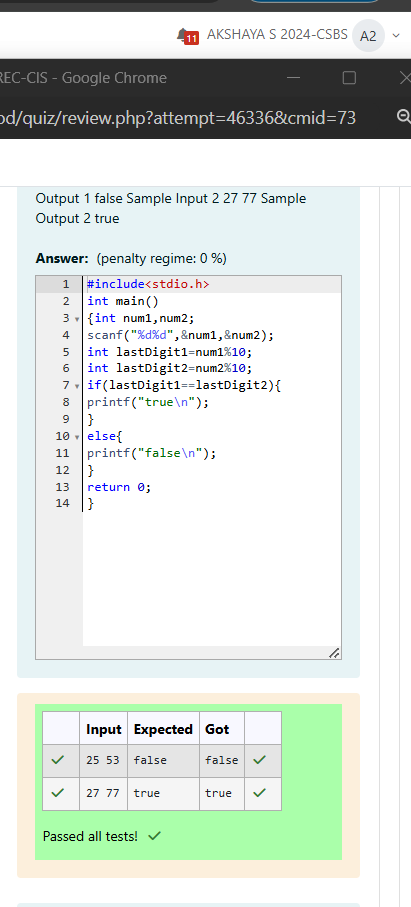 11 AKSHAYA S 2024-CSBS A2
REC-CIS - Google Chrome
od/quiz/review.php?attempt=46336&cmid=73
Output 1 false Sample Input 2 27 77 Sample
Output 2 true
Answer: (penalty regime: 0 %)
1 #include<stdio.h>
2 int main()
3 {int num1,num2;
4 scanf("%d%d",&num1,&num2);
5 int lastDigit1=num1%10;
6 int lastDigit2=num2%10;
7 if(lastDigit1==lastDigit2){
8 printf("true\n");
9 }
10 else{
11 printf("false\n");
12 }
13 return 0;
14 }
Input Expected Got
25 53 false false
27 77 true true
Passed all tests!